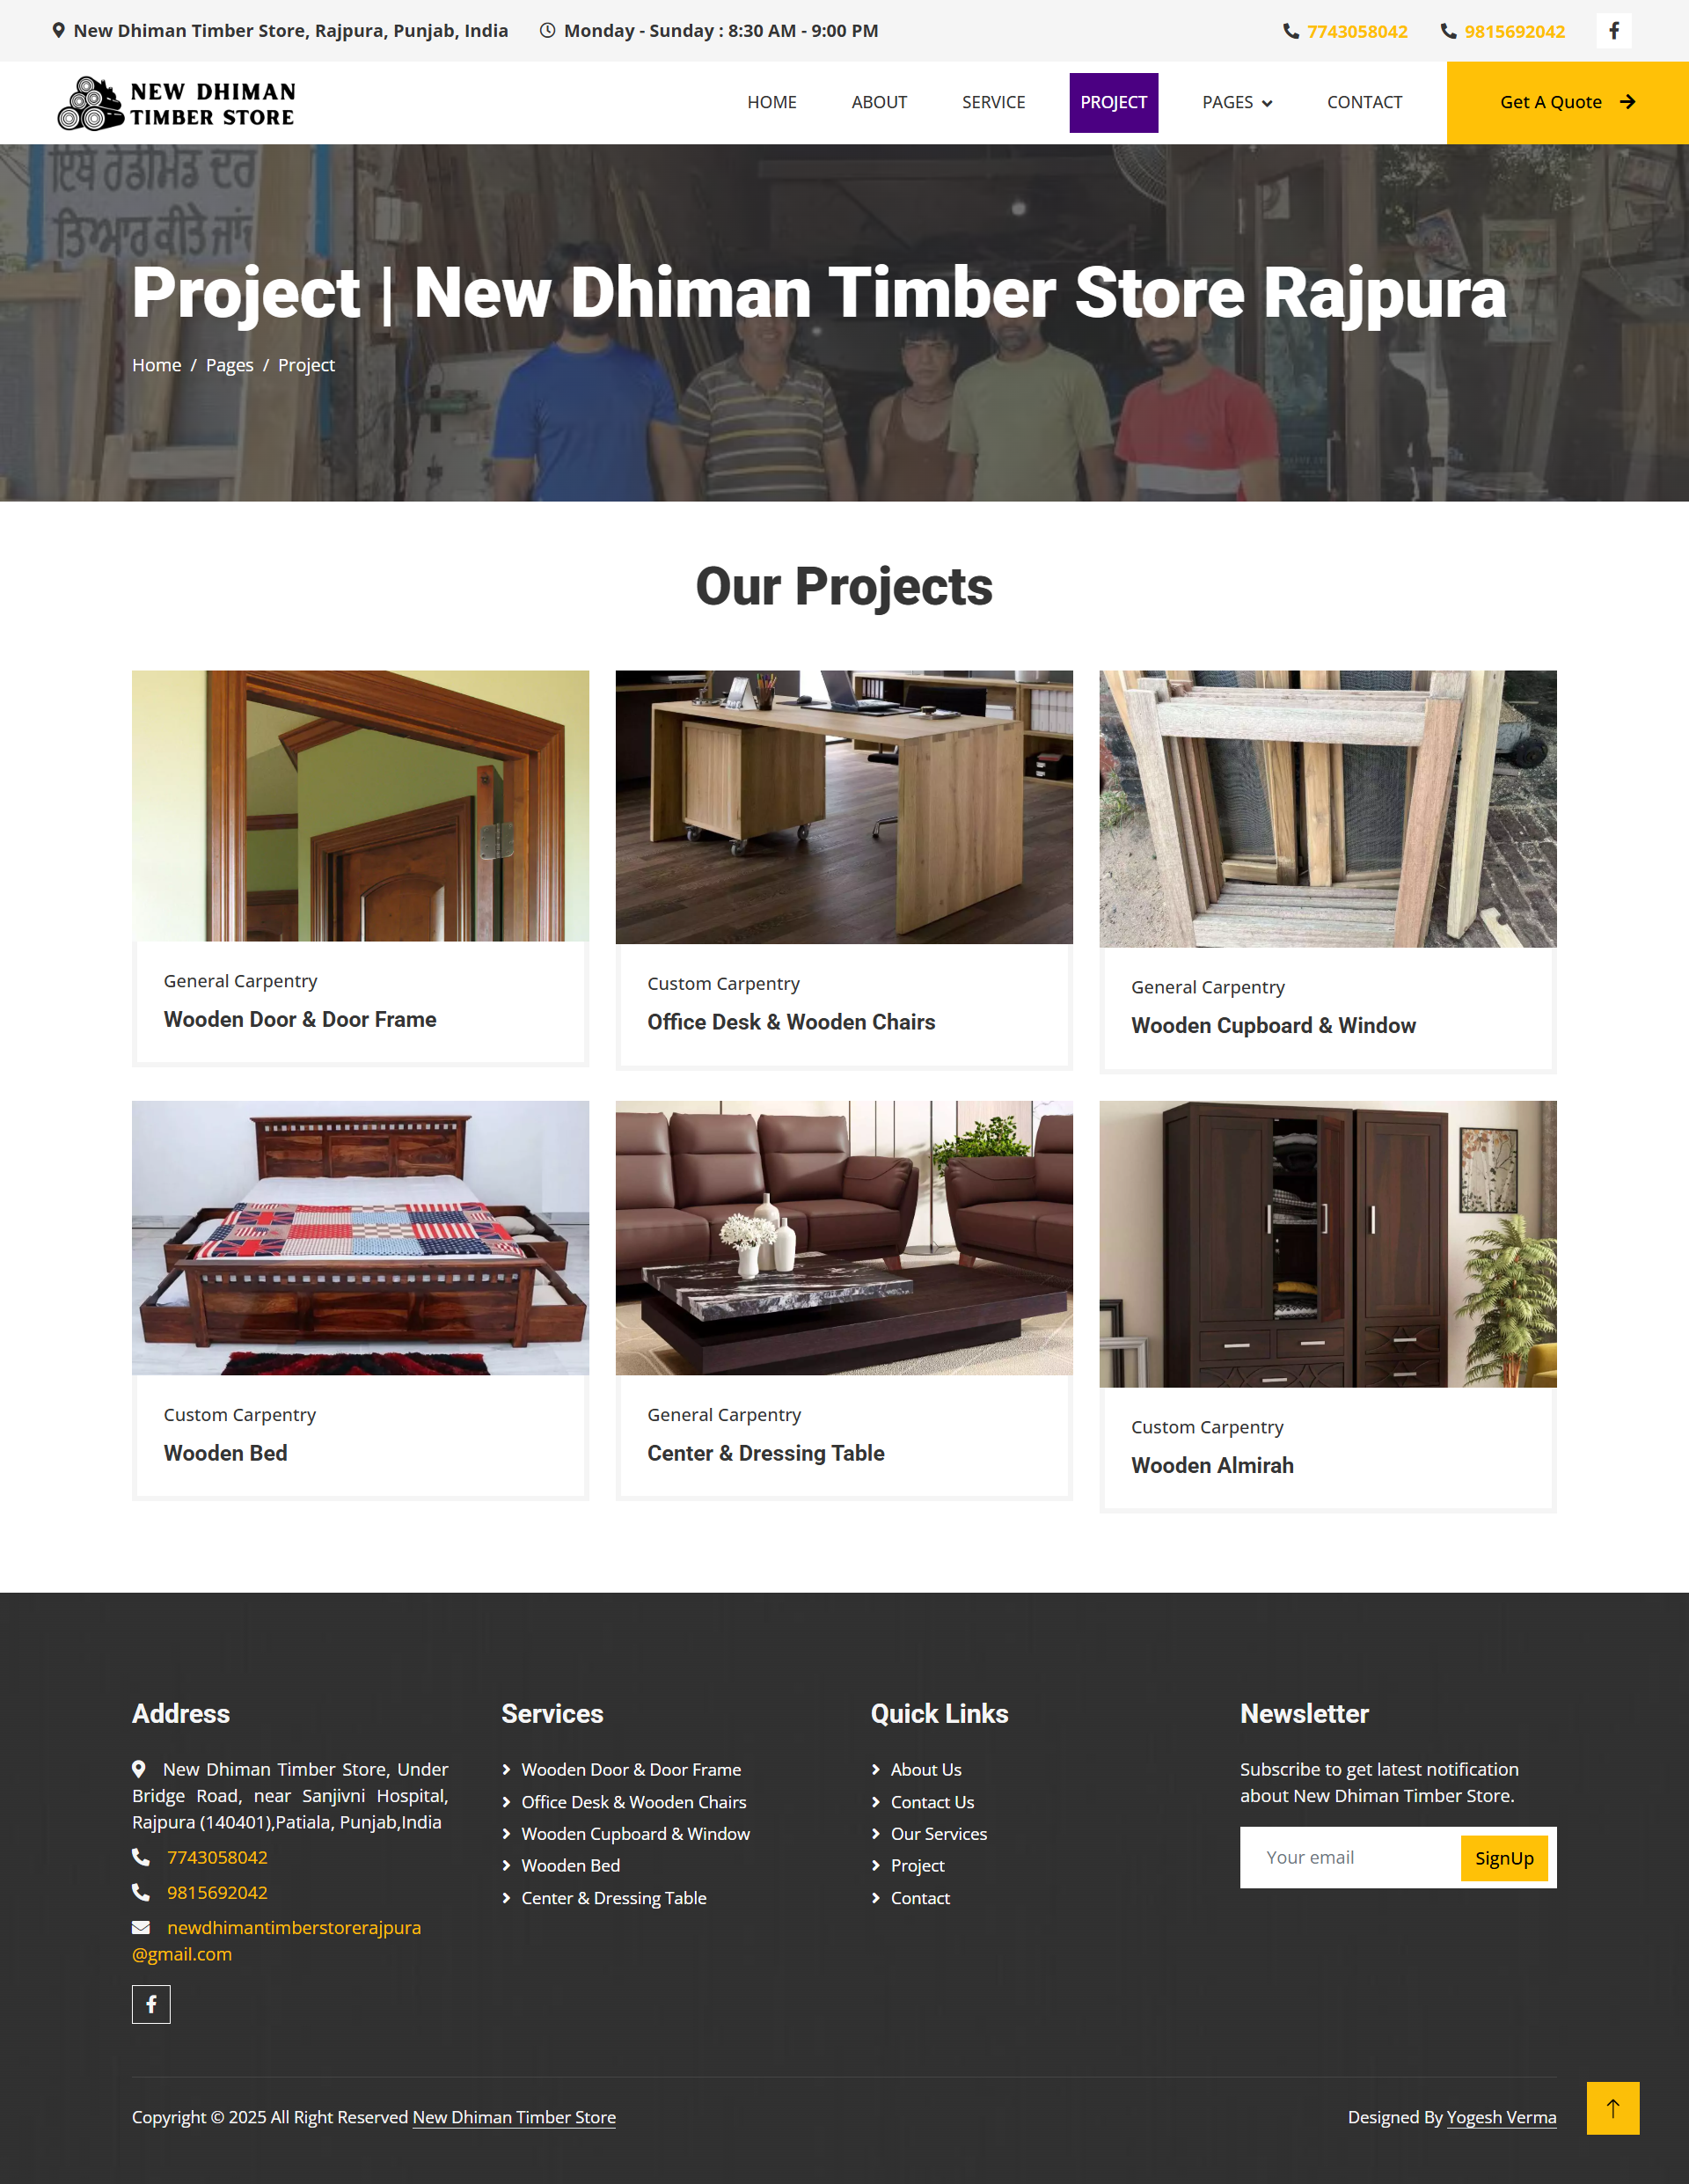 New Dhiman Timber Store, Rajpura, Punjab, India
Monday - Sunday : 8:30 AM - 9:00 PM
7743058042
9815692042
NEW DHIMAN
TIMBER STORE
HOME
ABOUT
SERVICE
PROJECT
PAGES
CONTACT
Get A Quote
ਇਥੇ ਰੇਡੀਮੇਡ ਦਰ
ਤਿਆਰ ਕੀਤੇ ਜਾਂ
Project | New Dhiman Timber Store Rajpura
Home / Pages / Project
Our Projects
General Carpentry
Wooden Door & Door Frame
Custom Carpentry
Office Desk & Wooden Chairs
General Carpentry
Wooden Cupboard & Window
Custom Carpentry
Wooden Bed
General Carpentry
Center & Dressing Table
Custom Carpentry
Wooden Almirah
Address
New Dhiman Timber Store, Under
Bridge Road, near Sanjivni Hospital,
Rajpura (140401),Patiala, Punjab,India
7743058042
9815692042
newdhimantimberstorerajpura
@gmail.com
Services
Wooden Door & Door Frame
Office Desk & Wooden Chairs
Wooden Cupboard & Window
Wooden Bed
Center & Dressing Table
Quick Links
About Us
Contact Us
Our Services
Project
Contact
Newsletter
Subscribe to get latest notification
about New Dhiman Timber Store.
Your email
SignUp
Copyright © 2025 All Right Reserved New Dhiman Timber Store
Designed By Yogesh Verma